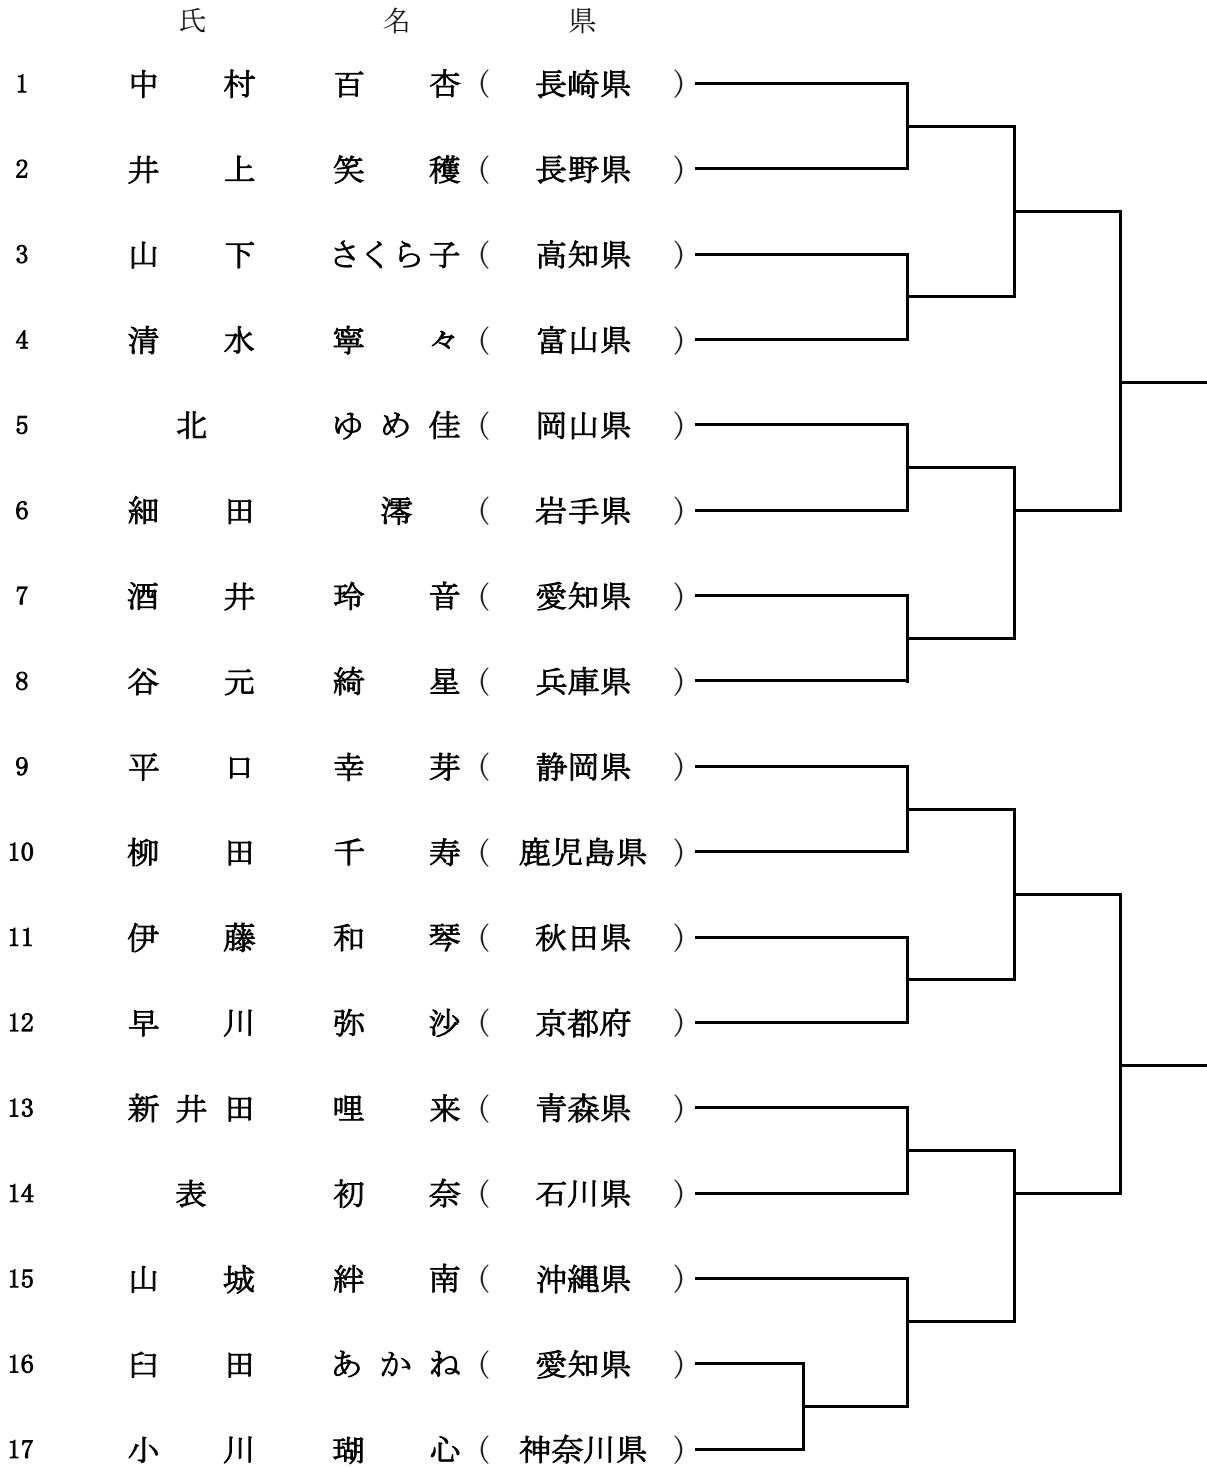 氏 名 県
1 中村 百杏 ( 長崎県 )
2 井上 笑穫 ( 長野県 )
3 山下 さくら子 ( 高知県 )
4 清水 寧々 ( 富山県 )
5 北 ゆめ佳 ( 岡山県 )
6 細田 澪 ( 岩手県 )
7 酒井 玲音 ( 愛知県 )
8 谷元 綺星 ( 兵庫県 )
9 平口 幸芽 ( 静岡県 )
10 柳田 千寿 ( 鹿児島県 )
11 伊藤 和琴 ( 秋田県 )
12 早川 弥沙 ( 京都府 )
13 新井田 哩来 ( 青森県 )
14 表 初奈 ( 石川県 )
15 山城 絆南 ( 沖縄県 )
16 臼田 あかね ( 愛知県 )
17 小川 瑚心 ( 神奈川県 )